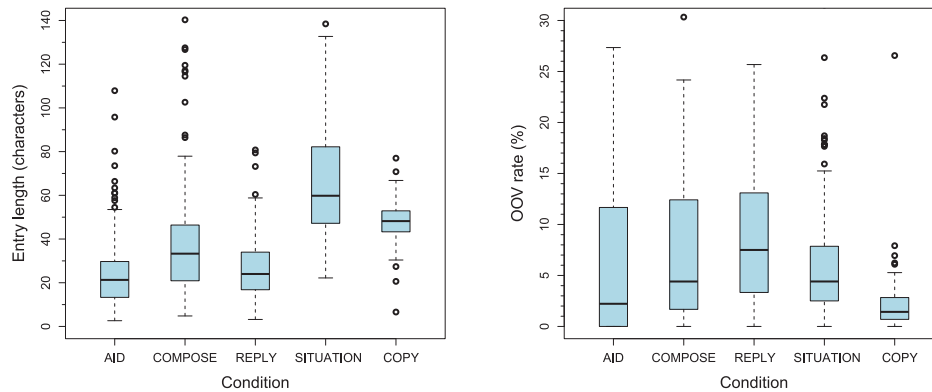 Entry length (characters)
140
120
100
80
60
40
20
0
AID COMPOSE REPLY SITUATION COPY
Condition
OOV rate (%)
30
25
20
15
10
5
0
AID COMPOSE REPLY SITUATION COPY
Condition